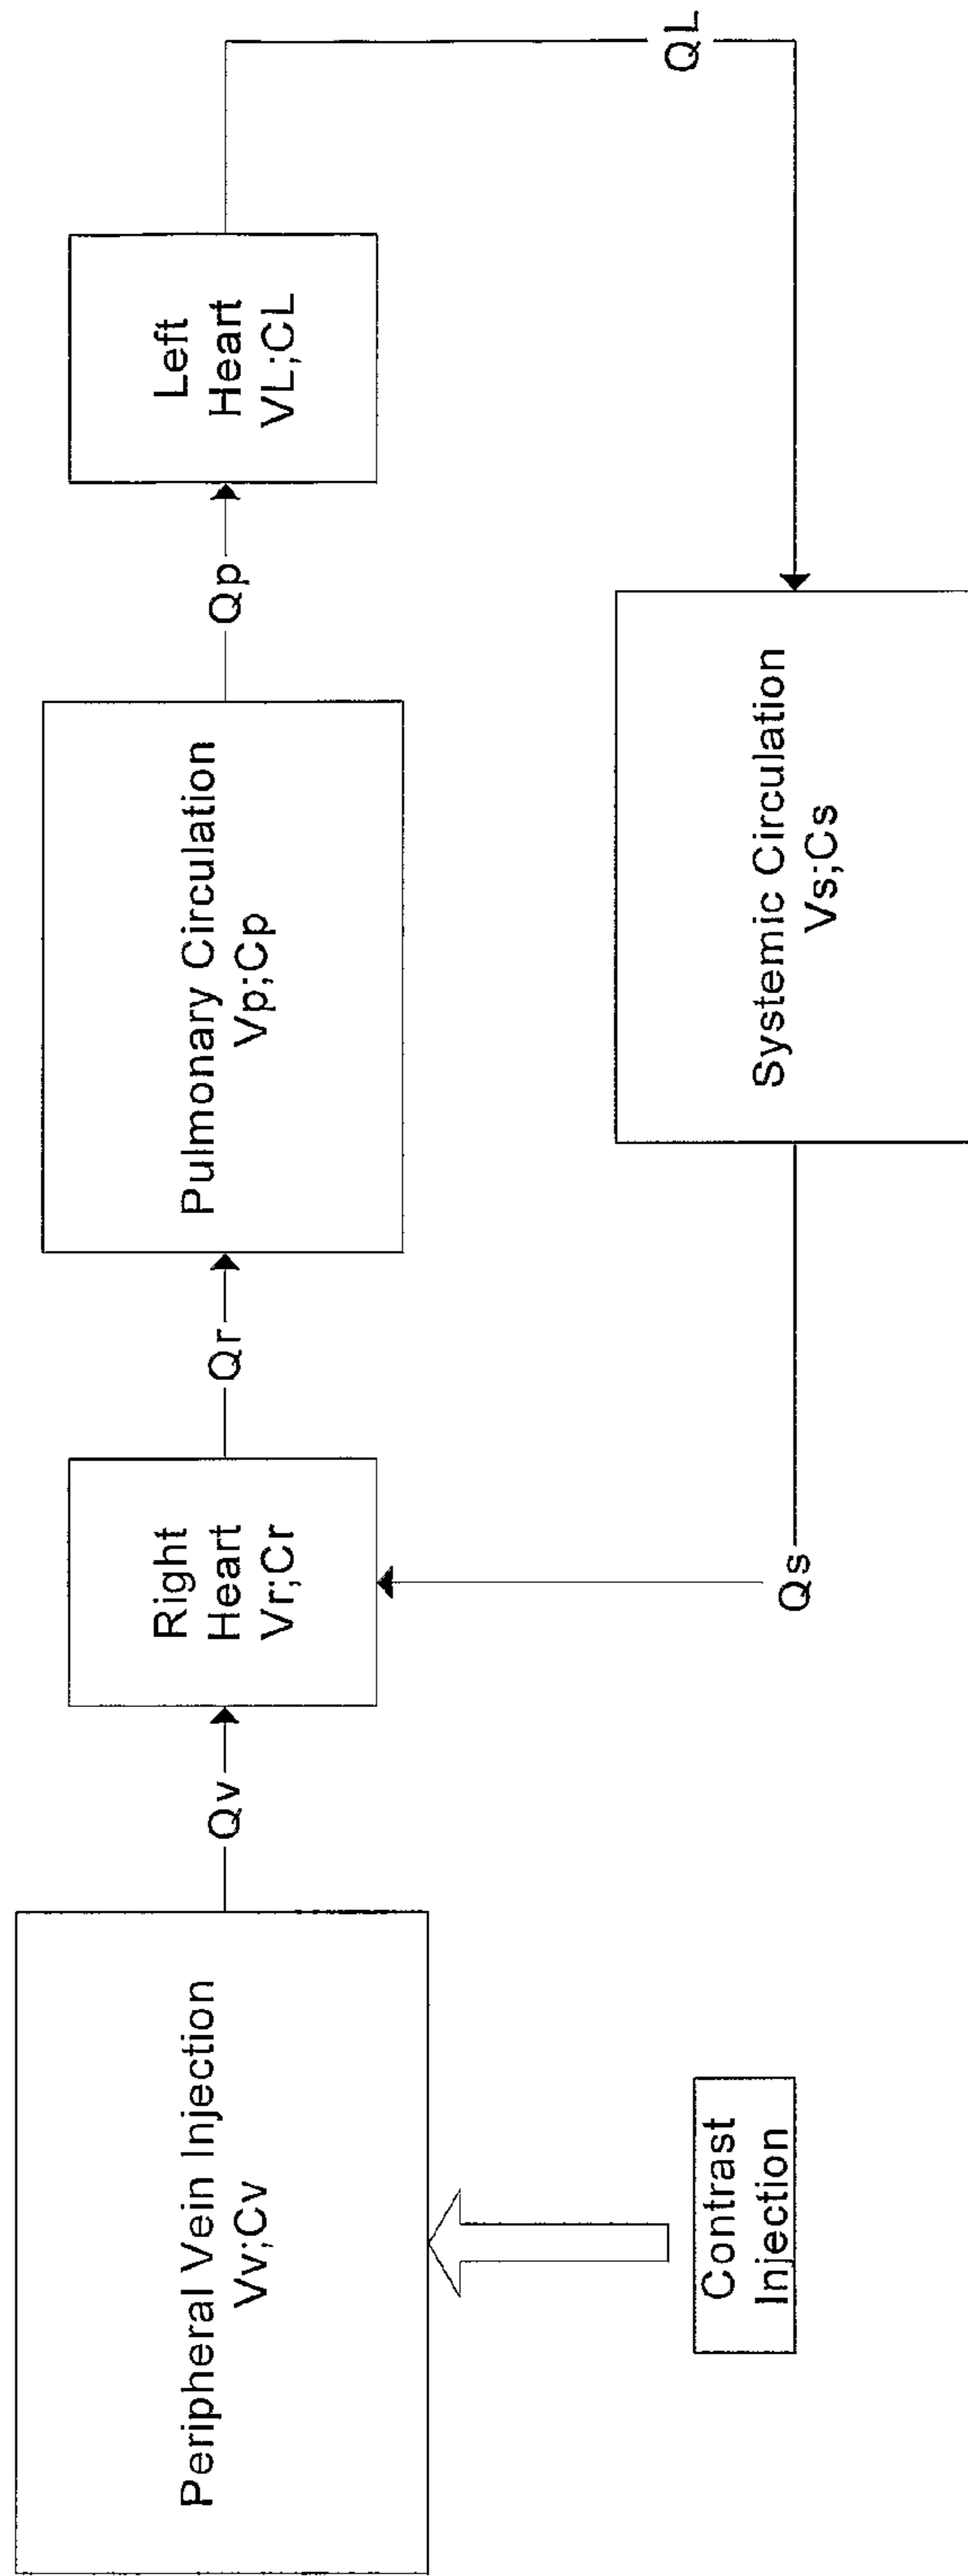 Peripheral Vein Injection
Vv;Cv
Qv
Right
Heart
Vr;Cr
Qr
Pulmonary Circulation
Vp;Cp
Qp
Left
Heart
VL;CL
QL
Contrast
Injection
Qs
Systemic Circulation
Vs;Cs